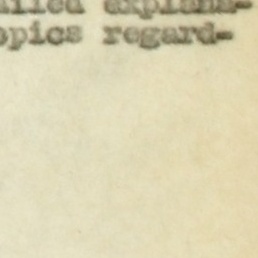 ailed explana-
opics regard-